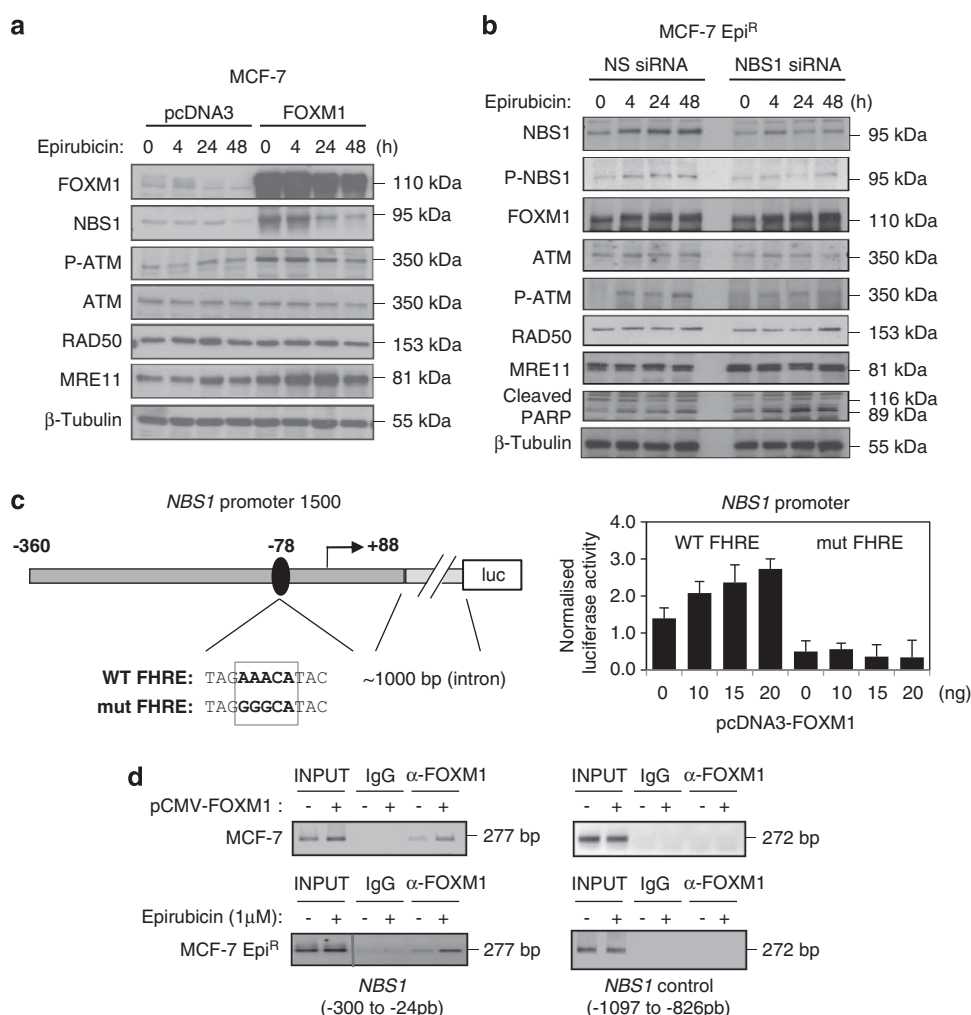 a
MCF-7
pcDNA3 FOXM1
Epirubicin: 0 4 24 48 0 4 24 48 (h)
FOXM1 110 kDa
NBS1 95 kDa
P-ATM 350 kDa
ATM 350 kDa
RAD50 153 kDa
MRE11 81 kDa
β-Tubulin 55 kDa
b
MCF-7 EpiR
NS siRNA NBS1 siRNA
Epirubicin: 0 4 24 48 0 4 24 48 (h)
NBS1 95 kDa
P-NBS1 95 kDa
FOXM1 110 kDa
ATM 350 kDa
P-ATM 350 kDa
RAD50 153 kDa
MRE11 81 kDa
Cleaved 116 kDa
PARP 89 kDa
β-Tubulin 55 kDa
c
NBS1 promoter 1500
-360 -78 +88
luc
WT FHRE: TAGAAACATAC
mut FHRE: TAGGGGCATAC
~1000 bp (intron)
NBS1 promoter
Normalised
luciferase activity
4.0
3.0
2.0
1.0
0.0
WT FHRE mut FHRE
0 10 15 20 0 10 15 20 (ng)
pcDNA3-FOXM1
d
INPUT IgG α-FOXM1
pCMV-FOXM1 : - + - + - +
MCF-7 277 bp
INPUT IgG α-FOXM1
- + - + - +
272 bp
INPUT IgG α-FOXM1
Epirubicin (1μM): - + - + - +
MCF-7 EpiR 277 bp
NBS1
(-300 to -24pb)
INPUT IgG α-FOXM1
- + - + - +
272 bp
NBS1 control
(-1097 to -826pb)